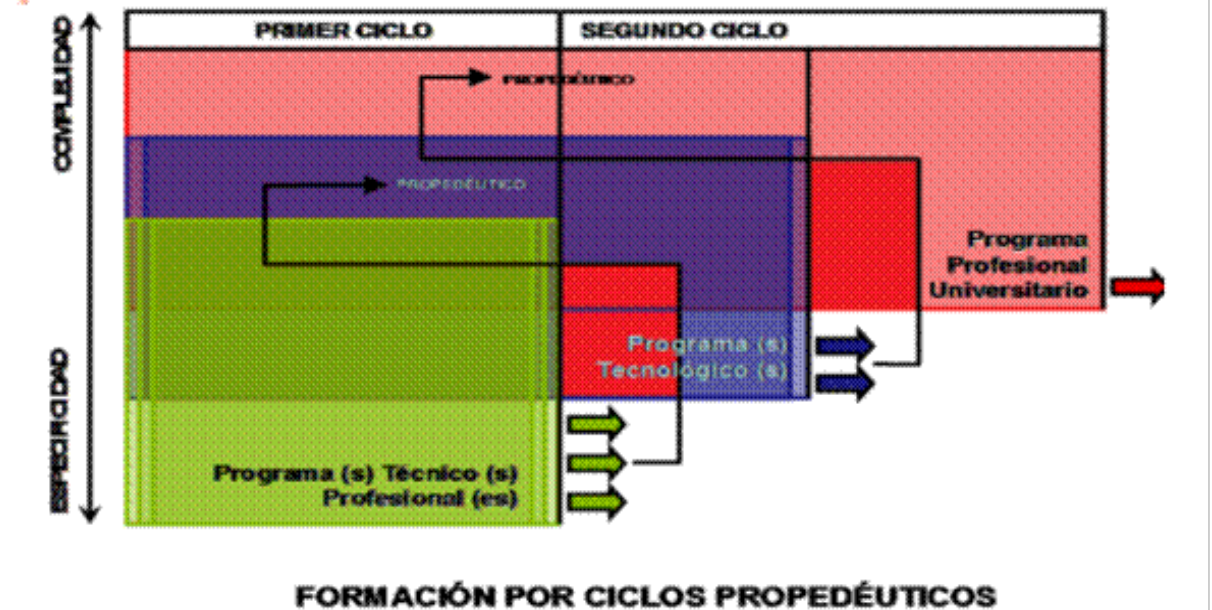 PRIMER CICLO
SEGUNDO CICLO
COMPLEJIDAD
PROPEDÉUTICO
PROPEDÉUTICO
Programa
Profesional
Universitario
Programa (s)
Tecnológico (s)
ESPECIFICIDAD
Programa (s) Técnico (s)
Profesional (es)
FORMACIÓN POR CICLOS PROPEDÉUTICOS